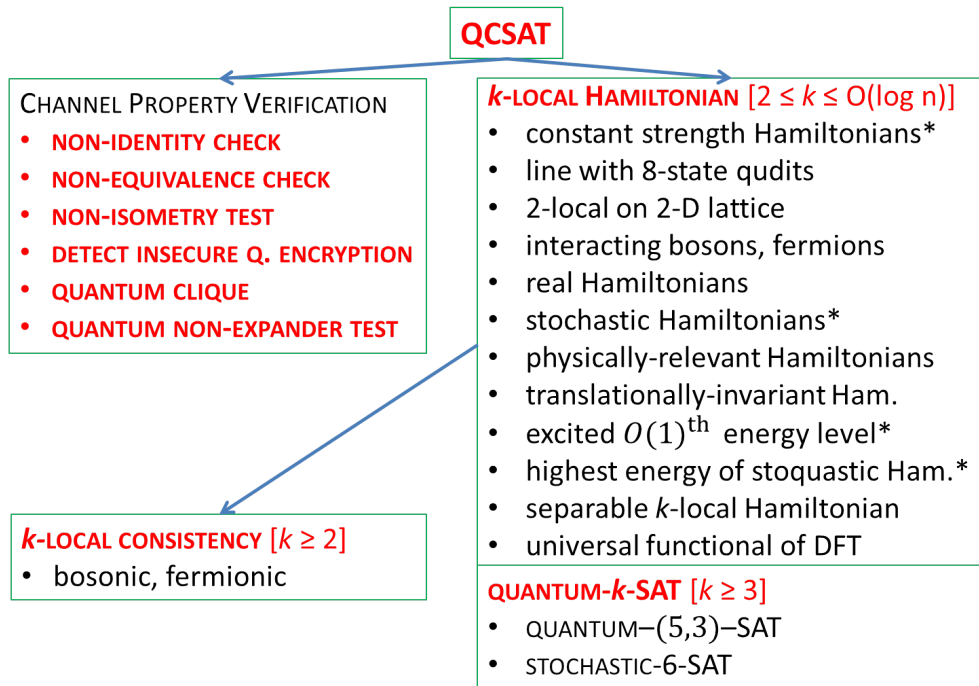 QCSAT
CHANNEL PROPERTY VERIFICATION
• NON-IDENTITY CHECK
• NON-EQUIVALENCE CHECK
• NON-ISOMETRY TEST
• DETECT INSECURE Q. ENCRYPTION
• QUANTUM CLIQUE
• QUANTUM NON-EXPANDER TEST
k-LOCAL HAMILTONIAN [2 ≤ k ≤ O(log n)]
• constant strength Hamiltonians*
• line with 8-state qudits
• 2-local on 2-D lattice
• interacting bosons, fermions
• real Hamiltonians
• stochastic Hamiltonians*
• physically-relevant Hamiltonians
• translationally-invariant Ham.
• excited O(1)th energy level*
• highest energy of stoquastic Ham.*
• separable k-local Hamiltonian
• universal functional of DFT
k-LOCAL CONSISTENCY [k ≥ 2]
• bosonic, fermionic
QUANTUM-k-SAT [k ≥ 3]
• QUANTUM–(5,3)–SAT
• STOCHASTIC-6-SAT